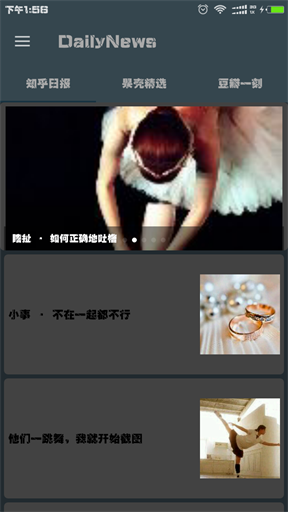 下午1:56
DailyNews
知乎日报 果壳精选 豆瓣一刻
瞎扯 · 如何正确地吐槽
小事 · 不在一起都不行
他们一跳舞，我就开始截图